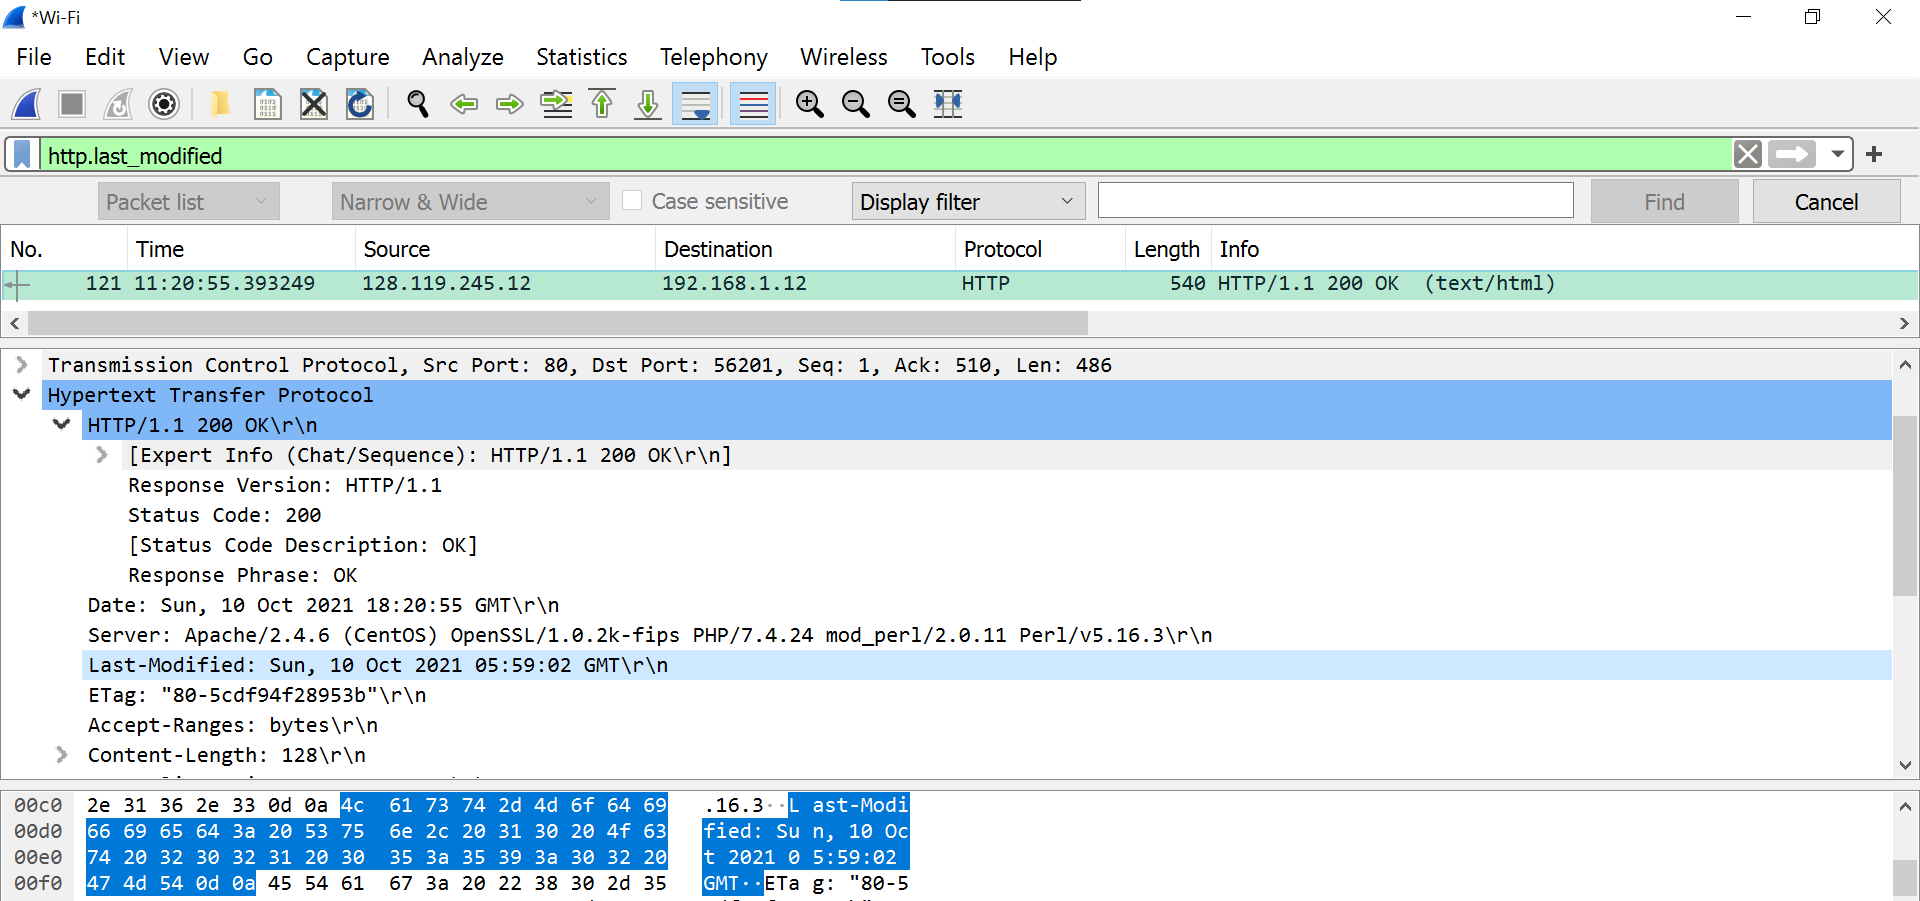 *Wi-Fi
File Edit View Go Capture Analyze Statistics Telephony Wireless Tools Help
http.last_modified
Packet list Narrow & Wide Case sensitive Display filter Find Cancel
No. Time Source Destination Protocol Length Info
121 11:20:55.393249 128.119.245.12 192.168.1.12 HTTP 540 HTTP/1.1 200 OK (text/html)
Transmission Control Protocol, Src Port: 80, Dst Port: 56201, Seq: 1, Ack: 510, Len: 486
Hypertext Transfer Protocol
HTTP/1.1 200 OK\r\n
[Expert Info (Chat/Sequence): HTTP/1.1 200 OK\r\n]
Response Version: HTTP/1.1
Status Code: 200
[Status Code Description: OK]
Response Phrase: OK
Date: Sun, 10 Oct 2021 18:20:55 GMT\r\n
Server: Apache/2.4.6 (CentOS) OpenSSL/1.0.2k-fips PHP/7.4.24 mod_perl/2.0.11 Perl/v5.16.3\r\n
Last-Modified: Sun, 10 Oct 2021 05:59:02 GMT\r\n
ETag: "80-5cdf94f28953b"\r\n
Accept-Ranges: bytes\r\n
Content-Length: 128\r\n
00c0 2e 31 36 2e 33 0d 0a 4c 61 73 74 2d 4d 6f 64 69 .16.3··L ast-Modi
00d0 66 69 65 64 3a 20 53 75 6e 2c 20 31 30 20 4f 63 fied: Su n, 10 Oc
00e0 74 20 32 30 32 31 20 30 35 3a 35 39 3a 30 32 20 t 2021 0 5:59:02
00f0 47 4d 54 0d 0a 45 54 61 67 3a 20 22 38 30 2d 35 GMT··ETa g: "80-5